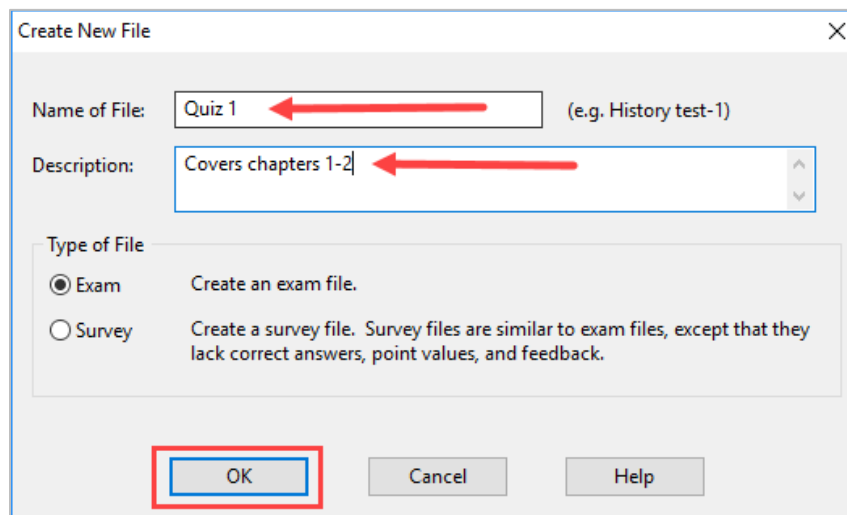 Create New File
Name of File: Quiz 1 (e.g. History test-1)
Description: Covers chapters 1-2
Type of File
Exam Create an exam file.
Survey Create a survey file. Survey files are similar to exam files, except that they
lack correct answers, point values, and feedback.
OK Cancel Help